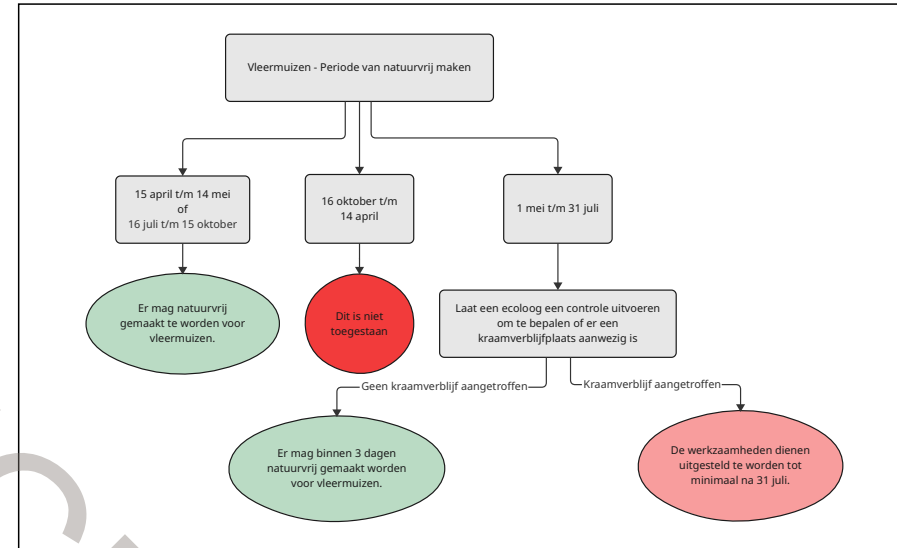 Vleermuizen - Periode van natuurvrij maken
15 april t/m 14 mei
of
16 juli t/m 15 oktober
16 oktober t/m
14 april
1 mei t/m 31 juli
Er mag natuurvrij
gemaakt te worden voor
vleermuizen.
Dit is niet
toegestaan
Laat een ecoloog een controle uitvoeren
om te bepalen of er een
kraamverblijfplaats aanwezig is
Geen kraamverblijf aangetroffen
Kraamverblijf aangetroffen
Er mag binnen 3 dagen
natuurvrij gemaakt worden
voor vleermuizen.
De werkzaamheden dienen
uitgesteld te worden tot
minimaal na 31 juli.